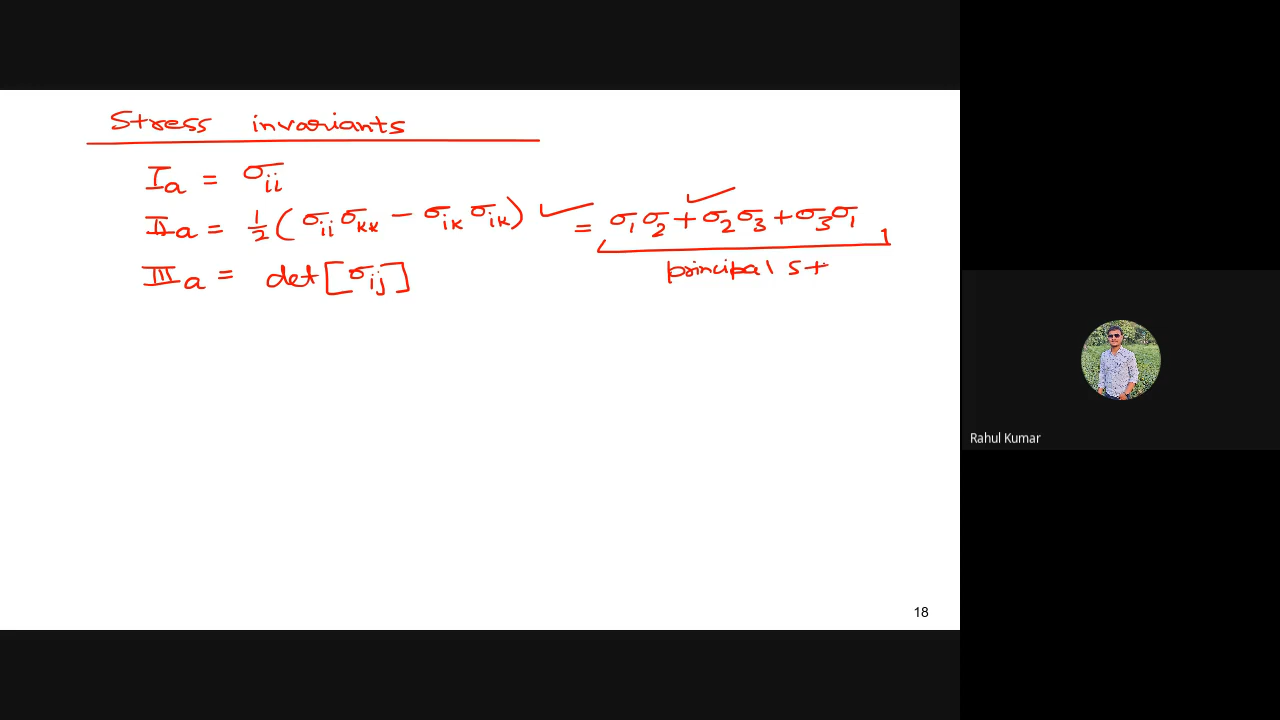 Stress invariants
Iₐ = σᵢᵢ
IIₐ = 1/2 ( σᵢᵢ σₖₖ − σᵢₖ σᵢₖ ) ✓ = σ₁σ₂ + σ₂σ₃ + σ₃σ₁ ✓
principal st
IIIₐ = det [σᵢⱼ]
Rahul Kumar
18